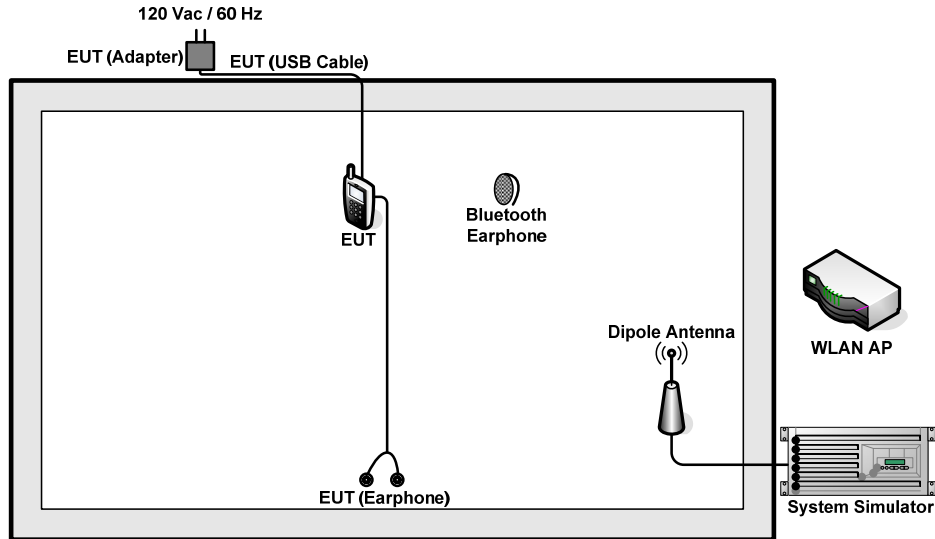 120 Vac / 60 Hz
EUT (Adapter)
EUT (USB Cable)
EUT
Bluetooth
Earphone
Dipole Antenna
WLAN AP
EUT (Earphone)
System Simulator